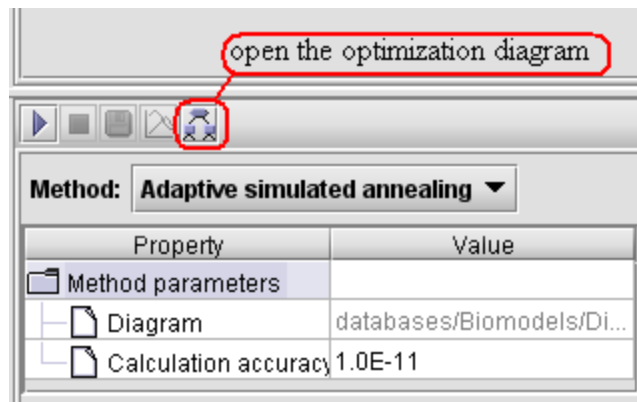 open the optimization diagram
Method: Adaptive simulated annealing
Property Value
Method parameters
Diagram databases/Biomodels/Di...
Calculation accuracy 1.0E-11